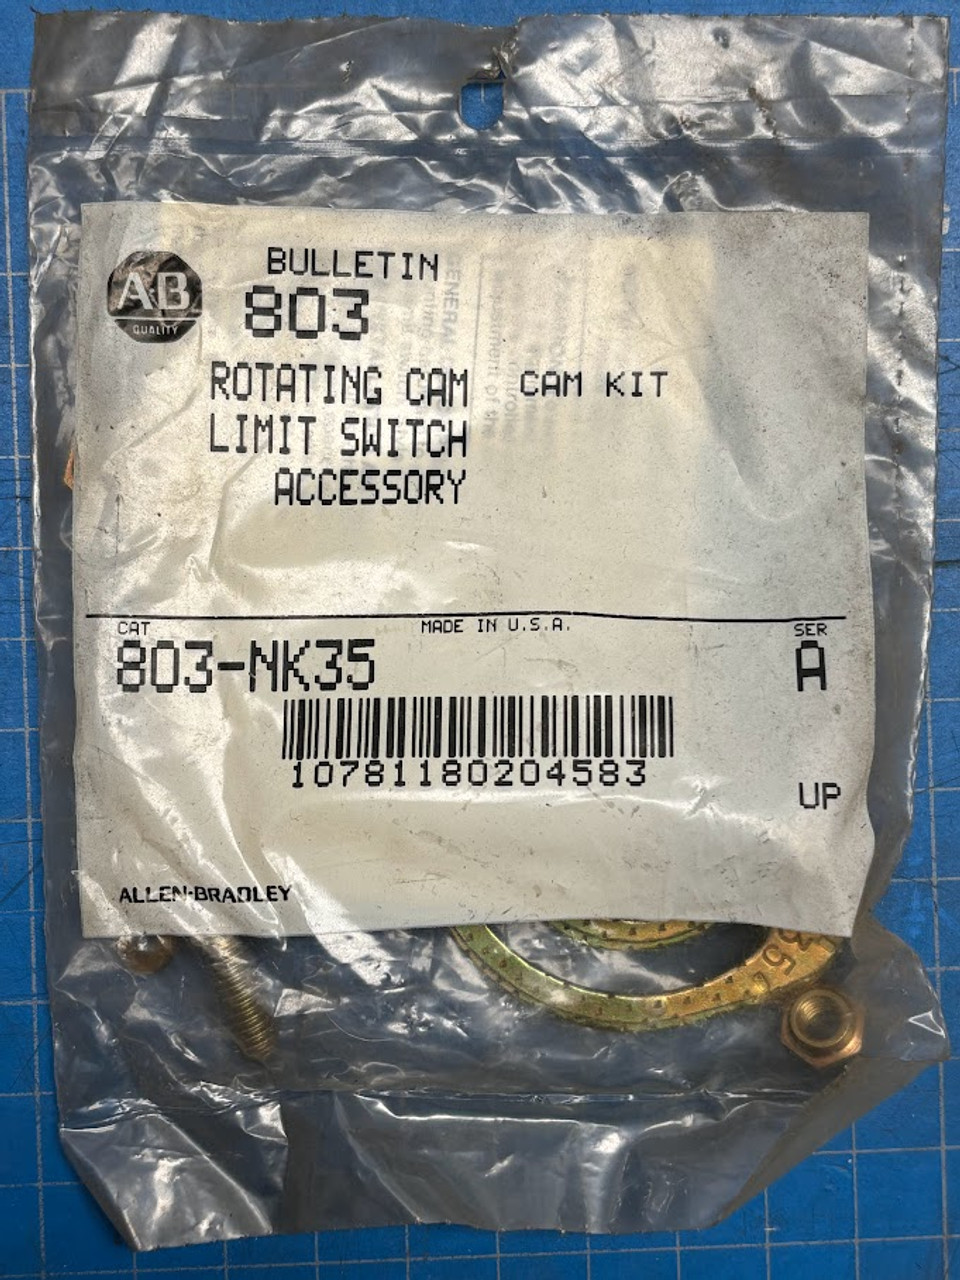 AB
QUALITY
BULLETIN
803
ROTATING CAM CAM KIT
LIMIT SWITCH
ACCESSORY
CAT MADE IN U.S.A. SER
803-NK35 A
10781180204583
UP
ALLEN-BRADLEY